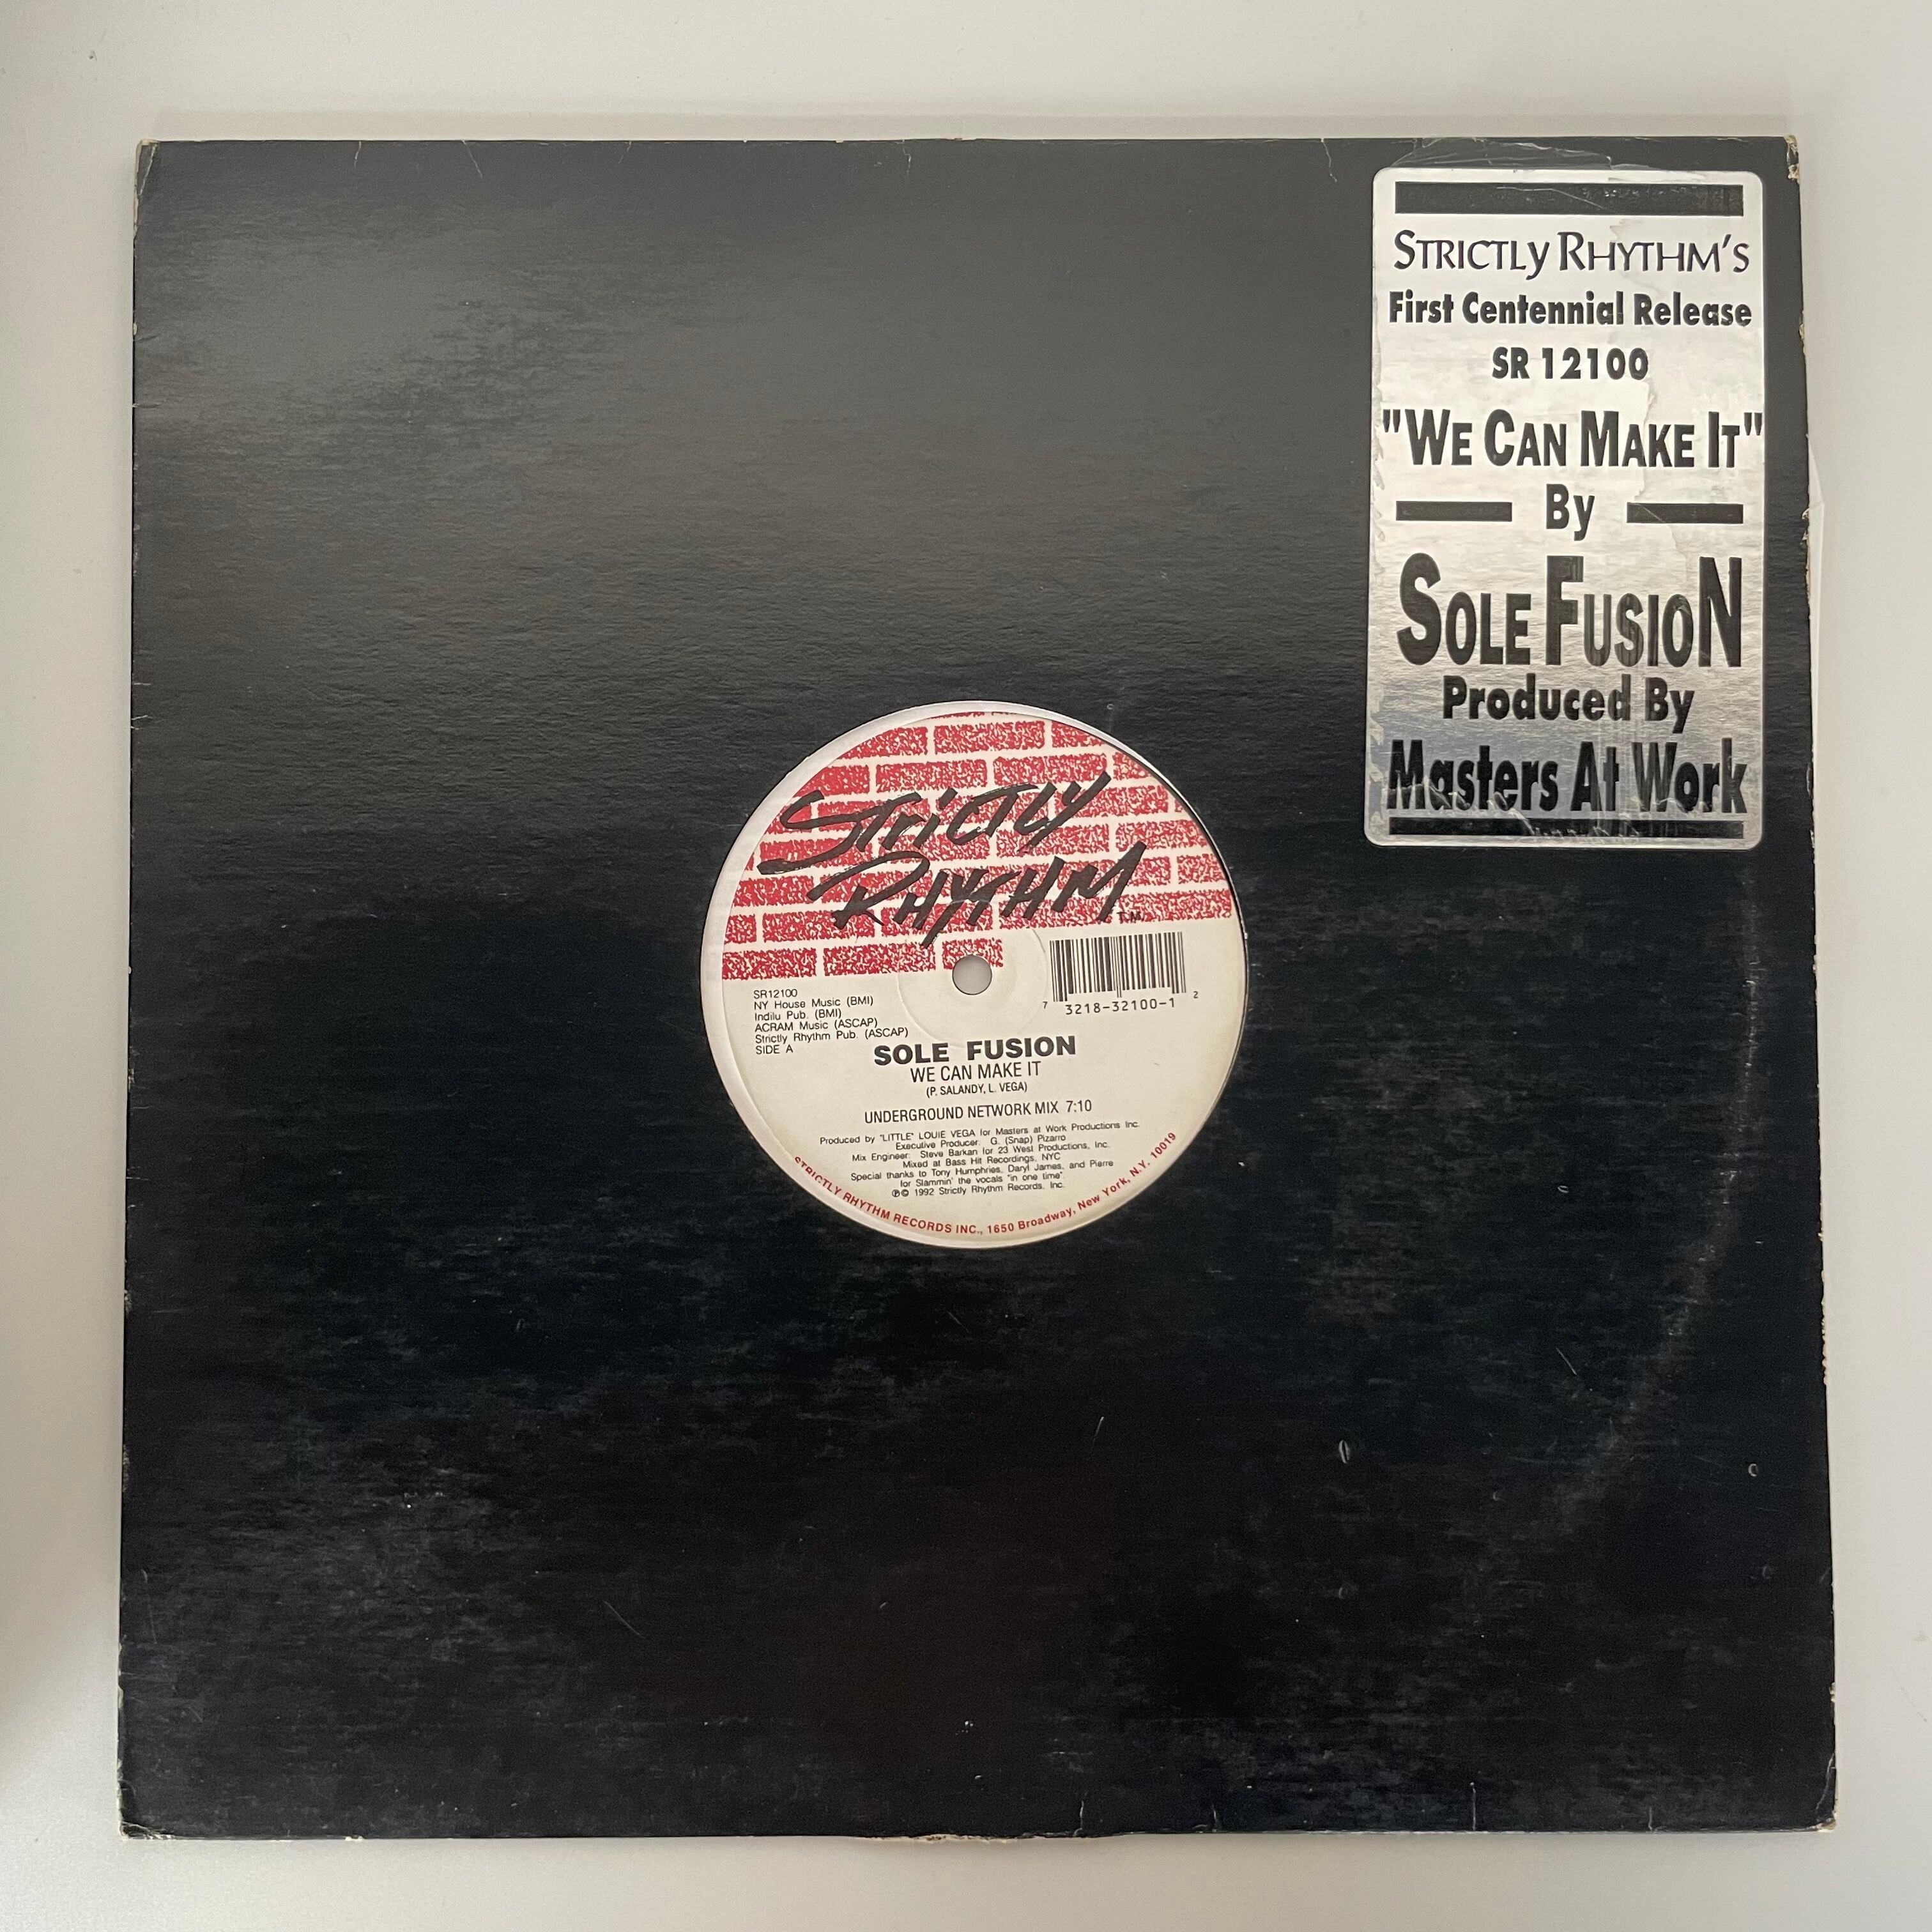 STRICTLY RHYTHM'S
First Centennial Release
SR 12100
"WE CAN MAKE IT"
By
SOLE FUSION
Produced By
Masters At Work
STRICTLY
RHYTHM
T.M.
7 3218-32100-1 2
SR12100
NY House Music (BMI)
Indilu Pub. (BMI)
ACRAM Music (ASCAP)
Strictly Rhythm Pub. (ASCAP)
SIDE A
SOLE FUSION
WE CAN MAKE IT
(P. SALANDY, L. VEGA)
UNDERGROUND NETWORK MIX 7:10
Produced by "LITTLE" LOUIE VEGA for Masters at Work Productions Inc.
Executive Producer: G. (Snap) Pizarro
Mix Engineer: Steve Barkan for 23 West Productions, Inc.
Mixed at Bass Hit Recordings, NYC
Special thanks to Tony Humphries, Daryl James, and Pierre
for Slammin' the vocals "in one time".
℗© 1992 Strictly Rhythm Records, Inc.
STRICTLY RHYTHM RECORDS INC., 1650 Broadway, New York, N.Y. 10019